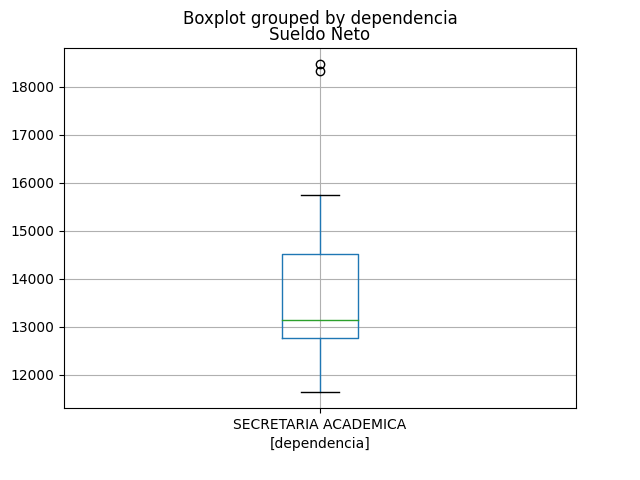 Boxplot grouped by dependencia
Sueldo Neto
18000
17000
16000
15000
14000
13000
12000
SECRETARIA ACADEMICA
[dependencia]